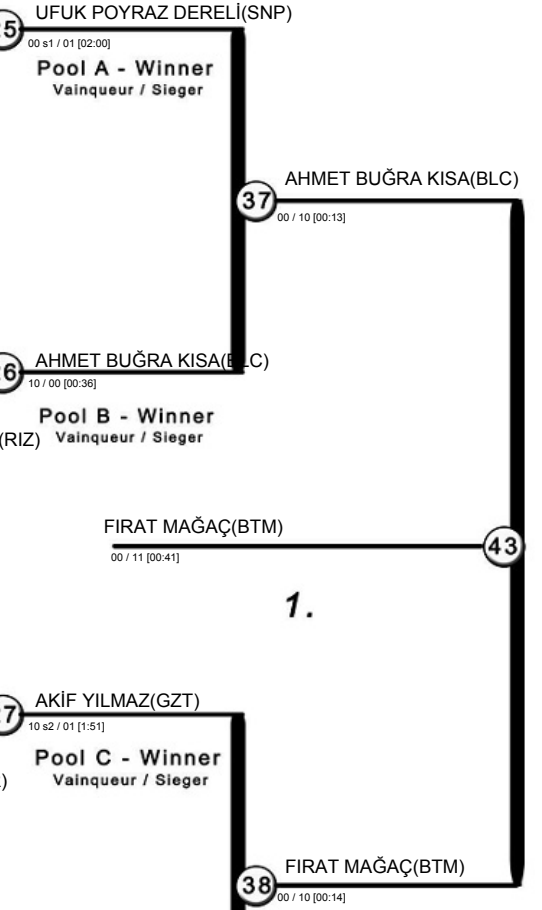 UFUK POYRAZ DERELİ(SNP)
00 s1 / 01 [02:00]
Pool A - Winner
Vainqueur / Sieger
AHMET BUĞRA KISA(BLC)
37
00 / 10 [00:13]
AHMET BUĞRA KISA(BLC)
10 / 00 [00:36]
Pool B - Winner
(RIZ) Vainqueur / Sieger
FIRAT MAĞAÇ(BTM)
43
00 / 11 [00:41]
1.
AKİF YILMAZ(GZT)
10 s2 / 01 [1:51]
Pool C - Winner
Vainqueur / Sieger
FIRAT MAĞAÇ(BTM)
38
00 / 10 [00:14]